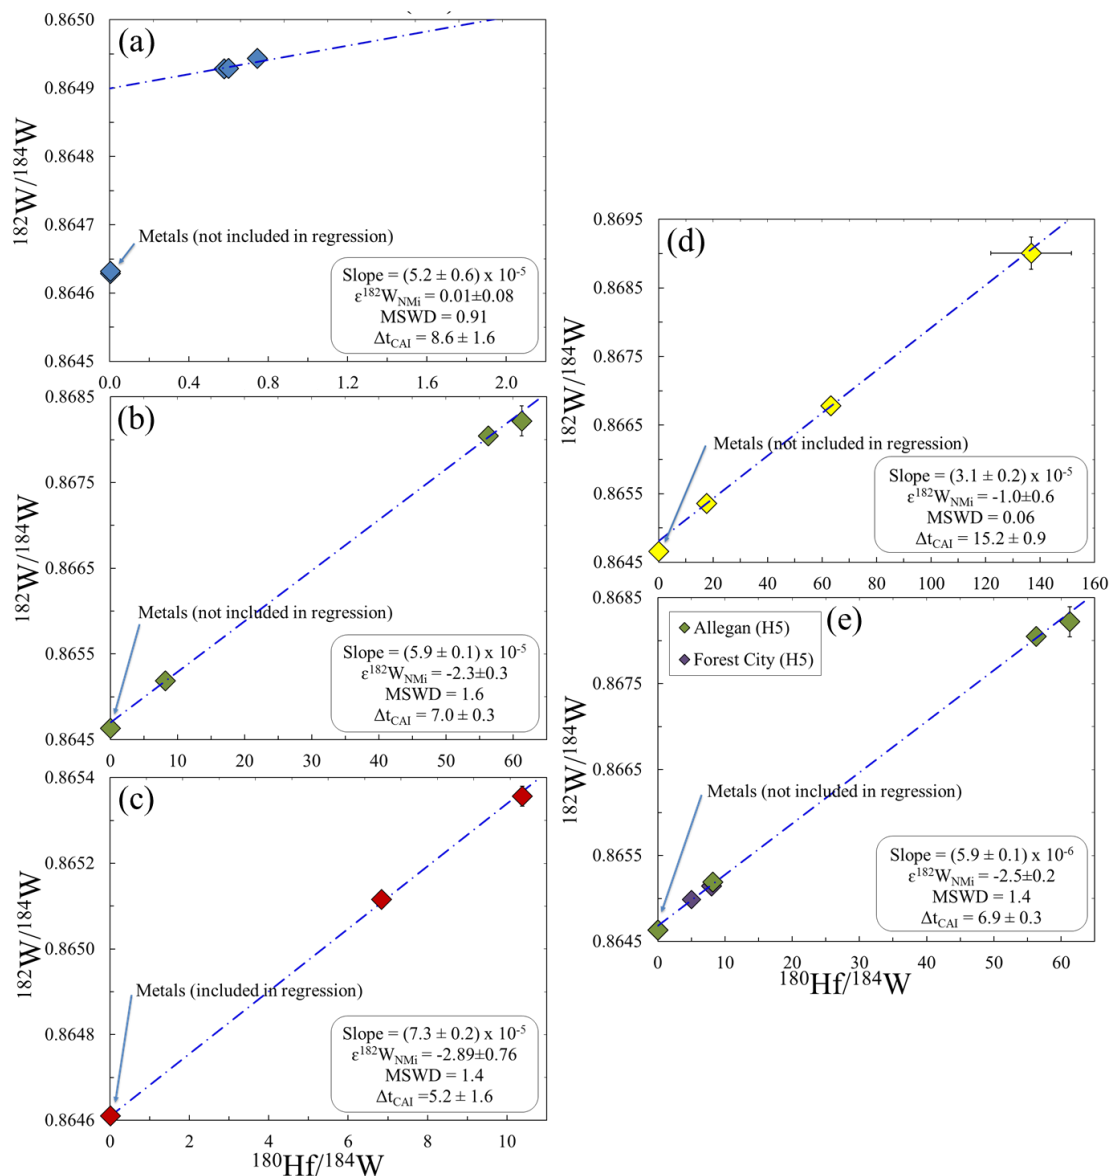 (a)
0.8650
0.8649
0.8648
0.8647
0.8646
0.8645
¹⁸²W/¹⁸⁴W
Metals (not included in regression)
Slope = (5.2 ± 0.6) x 10⁻⁵
ε¹⁸²W_NMi = 0.01±0.08
MSWD = 0.91
Δt_CAI = 8.6 ± 1.6
0.0 0.4 0.8 1.2 1.6 2.0
(b)
0.8685
0.8675
0.8665
0.8655
0.8645
¹⁸²W/¹⁸⁴W
Metals (not included in regression)
Slope = (5.9 ± 0.1) x 10⁻⁵
ε¹⁸²W_NMi = -2.3±0.3
MSWD = 1.6
Δt_CAI = 7.0 ± 0.3
0 10 20 30 40 50 60
(c)
0.8654
0.8652
0.8650
0.8648
0.8646
¹⁸²W/¹⁸⁴W
Metals (included in regression)
Slope = (7.3 ± 0.2) x 10⁻⁵
ε¹⁸²W_NMi = -2.89±0.76
MSWD = 1.4
Δt_CAI =5.2 ± 1.6
0 2 4 6 8 10
¹⁸⁰Hf/¹⁸⁴W
(d)
0.8695
0.8685
0.8675
0.8665
0.8655
0.8645
¹⁸²W/¹⁸⁴W
Metals (not included in regression)
Slope = (3.1 ± 0.2) x 10⁻⁵
ε¹⁸²W_NMi = -1.0±0.6
MSWD = 0.06
Δt_CAI = 15.2 ± 0.9
0 20 40 60 80 100 120 140 160
(e)
Allegan (H5)
Forest City (H5)
0.8685
0.8675
0.8665
0.8655
0.8645
¹⁸²W/¹⁸⁴W
Metals (not included in regression)
Slope = (5.9 ± 0.1) x 10⁻⁶
ε¹⁸²W_NMi = -2.5±0.2
MSWD = 1.4
Δt_CAI = 6.9 ± 0.3
0 10 20 30 40 50 60
¹⁸⁰Hf/¹⁸⁴W